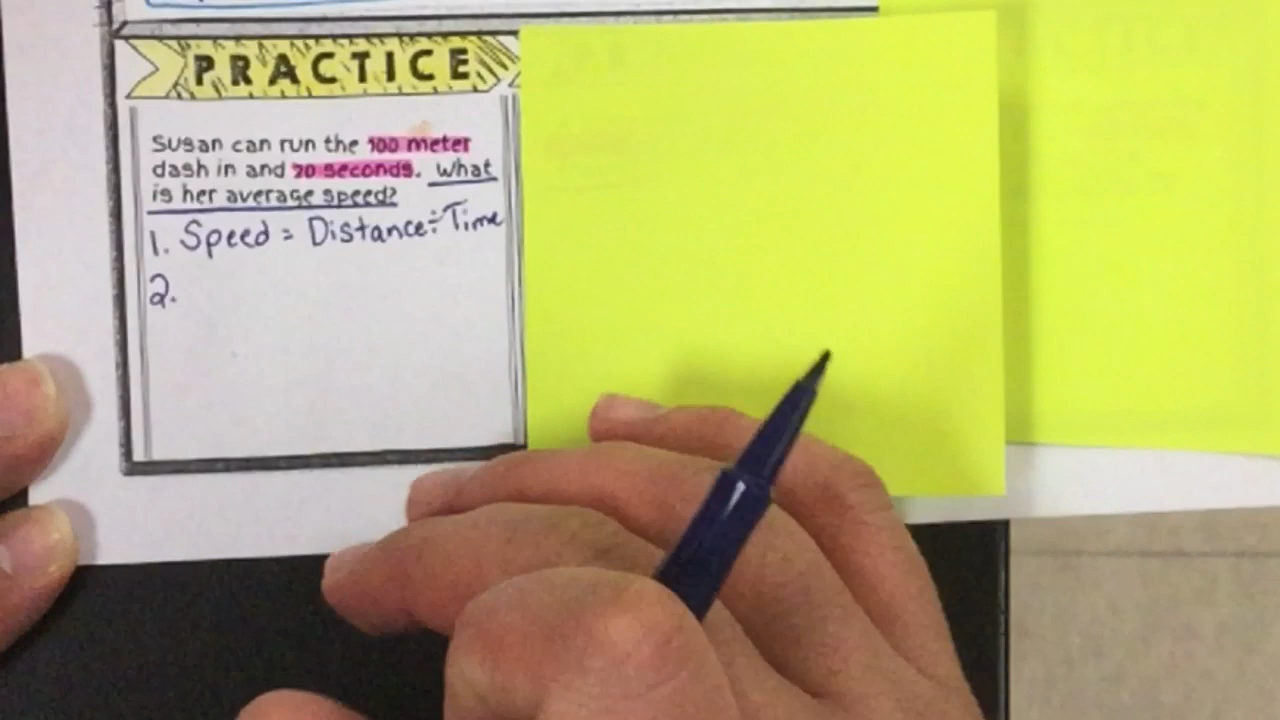 PRACTICE
Susan can run the 100 meter
dash in and 20 seconds. What
is her average speed?
1. Speed = Distance ÷ Time
2.